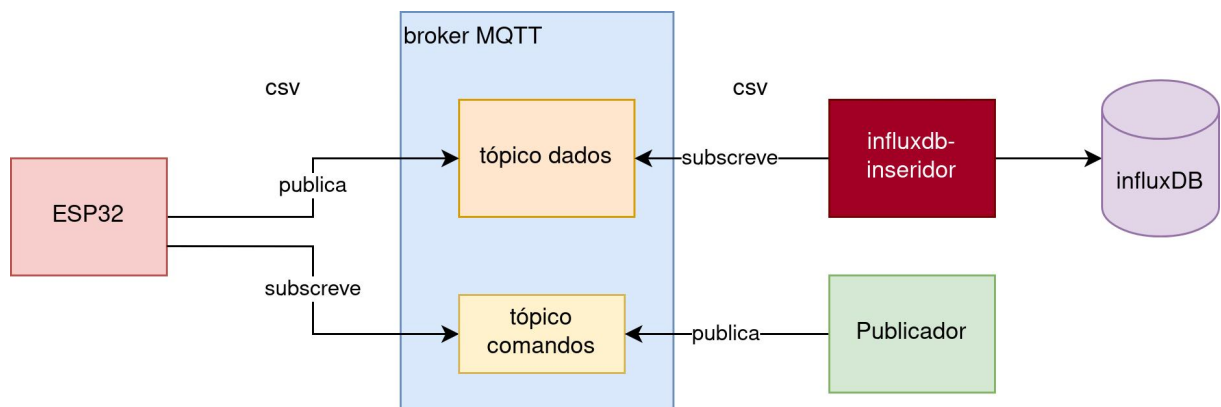 broker MQTT
csv
csv
tópico dados
influxdb-
inseridor
subscreve
influxDB
publica
ESP32
subscreve
tópico
comandos
publica
Publicador